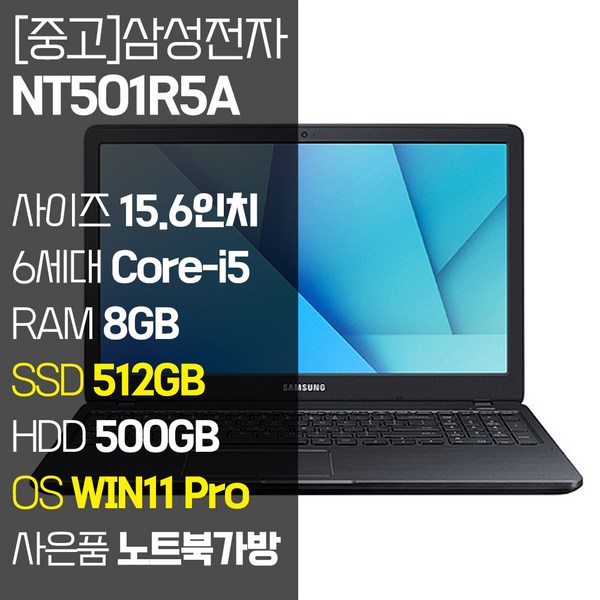 [중고]삼성전자
NT501R5A
사이즈 15.6인치
6세대 Core-i5
RAM 8GB
SSD 512GB
HDD 500GB
OS WIN11 Pro
사은품 노트북가방
SAMSUNG